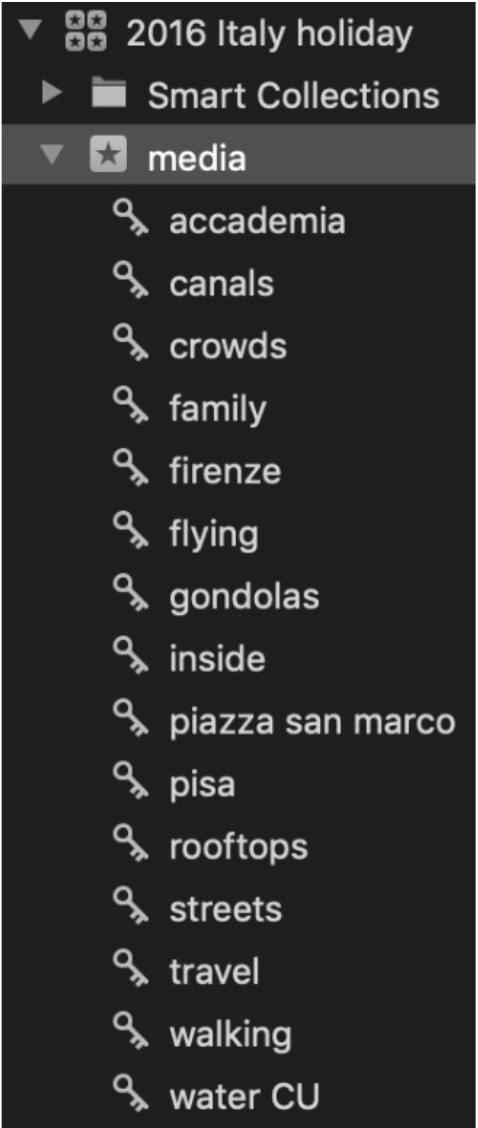 2016 Italy holiday
Smart Collections
media
accademia
canals
crowds
family
firenze
flying
gondolas
inside
piazza san marco
pisa
rooftops
streets
travel
walking
water CU